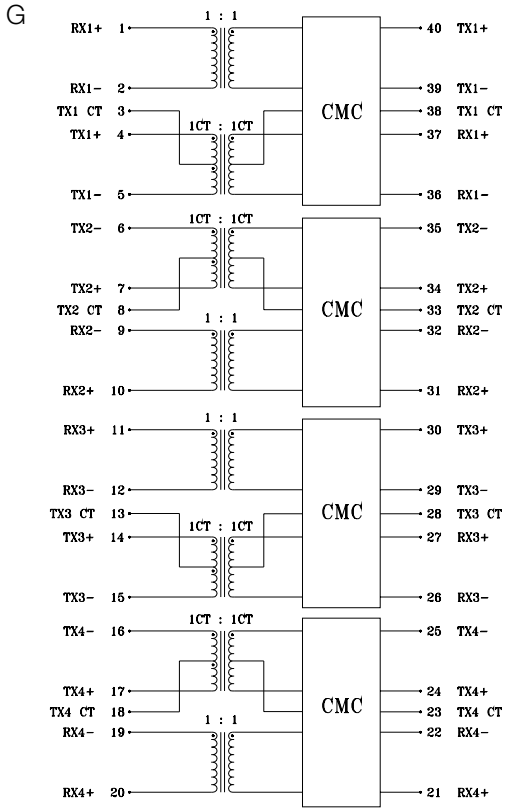 G
1 : 1
RX1+ 1 40 TX1+
RX1- 2 39 TX1-
TX1 CT 3 CMC 38 TX1 CT
1CT : 1CT
TX1+ 4 37 RX1+
TX1- 5 36 RX1-
1CT : 1CT
TX2- 6 35 TX2-
TX2+ 7 34 TX2+
TX2 CT 8 CMC 33 TX2 CT
1 : 1
RX2- 9 32 RX2-
RX2+ 10 31 RX2+
1 : 1
RX3+ 11 30 TX3+
RX3- 12 29 TX3-
TX3 CT 13 CMC 28 TX3 CT
1CT : 1CT
TX3+ 14 27 RX3+
TX3- 15 26 RX3-
1CT : 1CT
TX4- 16 25 TX4-
TX4+ 17 24 TX4+
TX4 CT 18 CMC 23 TX4 CT
1 : 1
RX4- 19 22 RX4-
RX4+ 20 21 RX4+